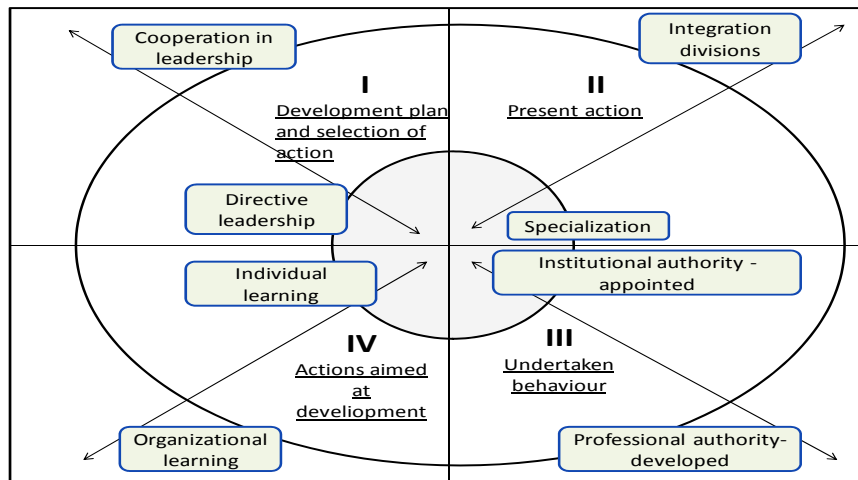 Cooperation in
leadership
Integration
divisions
I
Development plan
and selection of
action
II
Present action
Directive
leadership
Specialization
Individual
learning
Institutional authority -
appointed
IV
Actions aimed
at
develiopment
III
Undertaken
behaviour
Organizational
learning
Professional authority-
developed